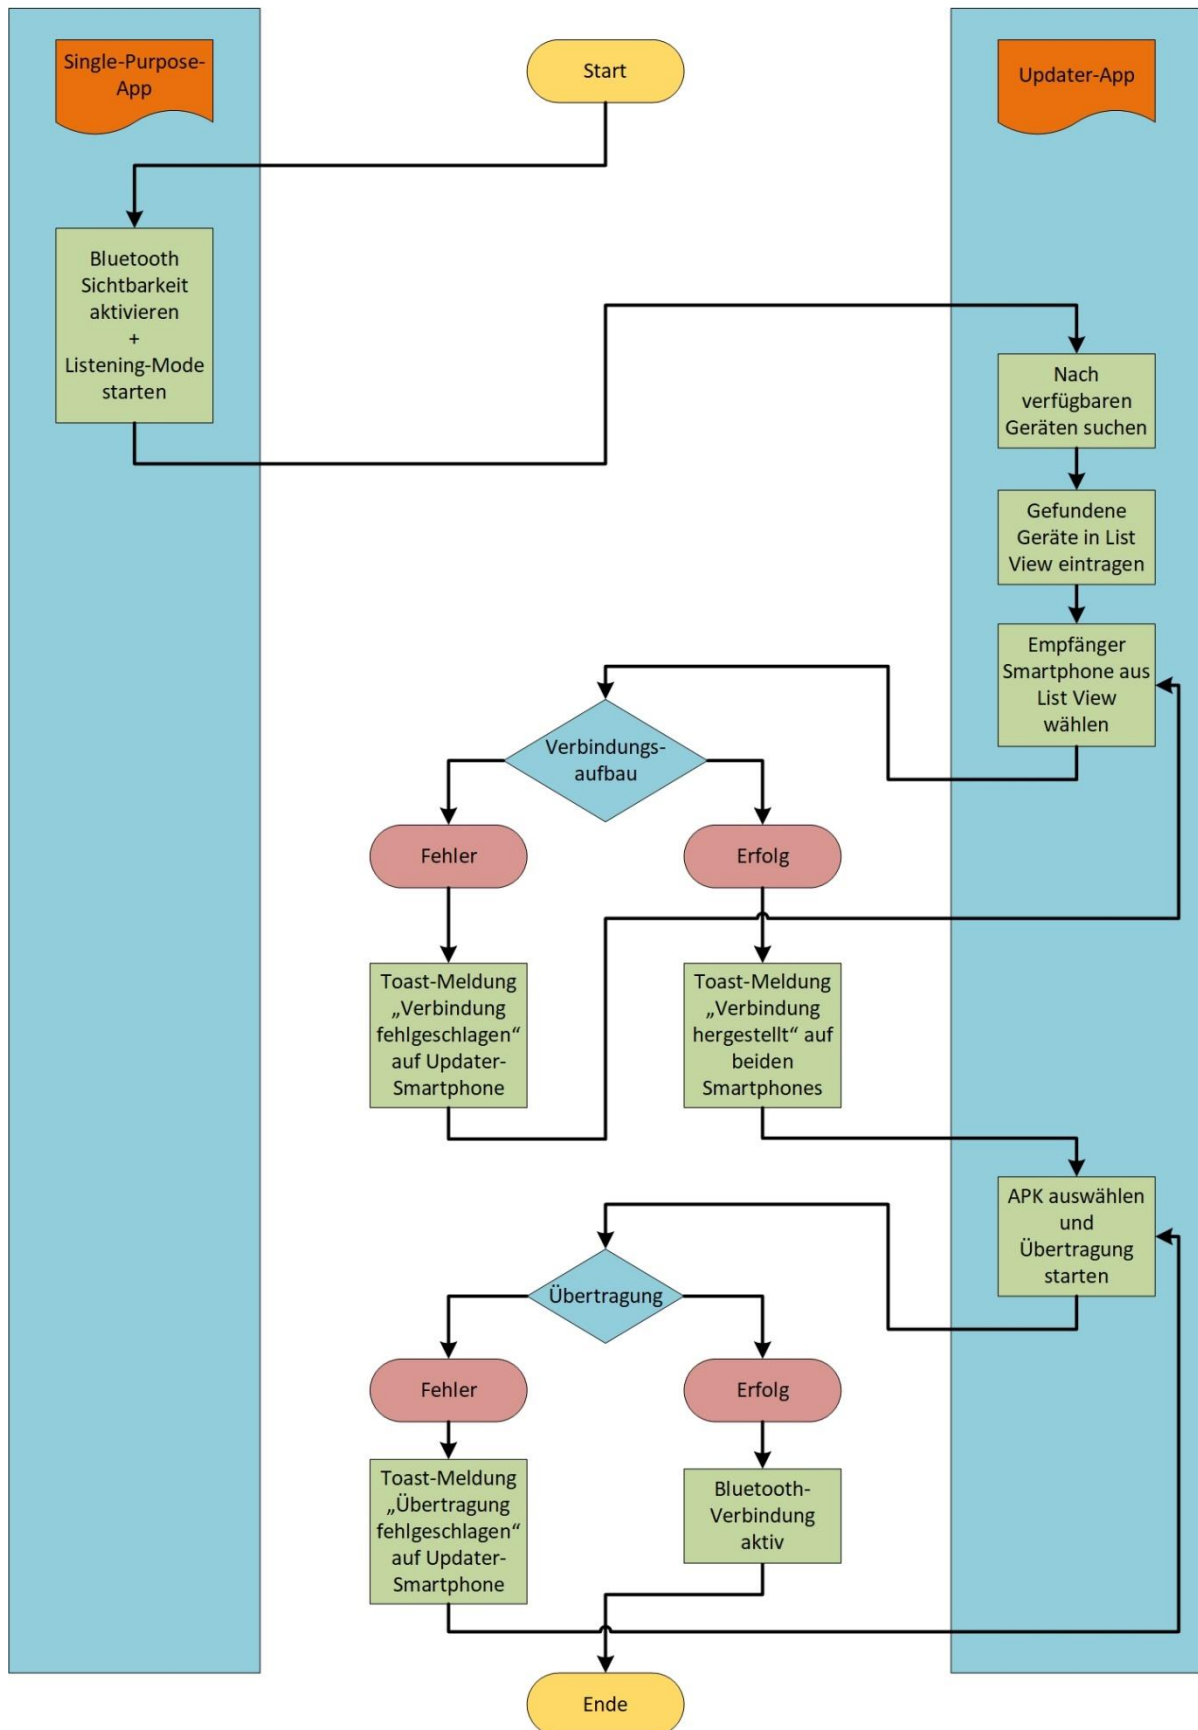 Single-Purpose-
App
Start
Updater-App
Bluetooth
Sichtbarkeit
aktivieren
+
Listening-Mode
starten
Nach
verfügbaren
Geräten suchen
Gefundene
Geräte in List
View eintragen
Empfänger
Smartphone aus
List View
wählen
Verbindungs-
aufbau
Fehler
Erfolg
Toast-Meldung
„Verbindung
fehlgeschlagen“
auf Updater-
Smartphone
Toast-Meldung
„Verbindung
hergestellt“ auf
beiden
Smartphones
APK auswählen
und
Übertragung
starten
Übertragung
Fehler
Erfolg
Toast-Meldung
„Übertragung
fehlgeschlagen“
auf Updater-
Smartphone
Bluetooth-
Verbindung
aktiv
Ende